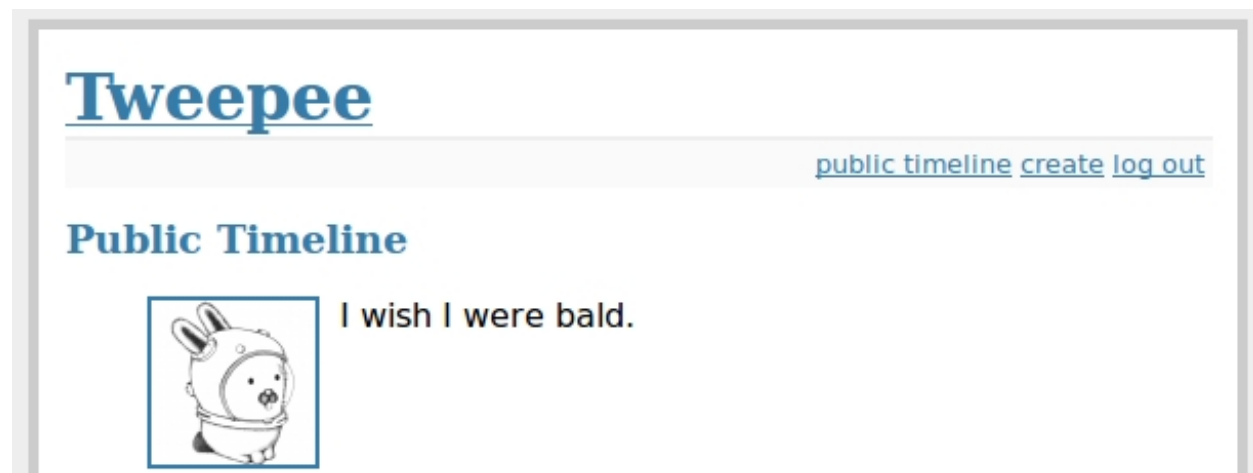 Tweepee
public timeline create log out
Public Timeline
I wish I were bald.